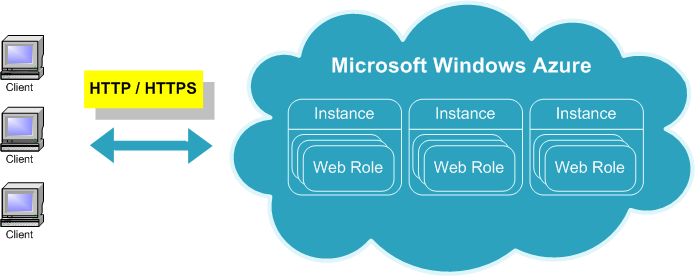 Client
Client
Client
HTTP / HTTPS
Microsoft Windows Azure
Instance
Web Role
Instance
Web Role
Instance
Web Role